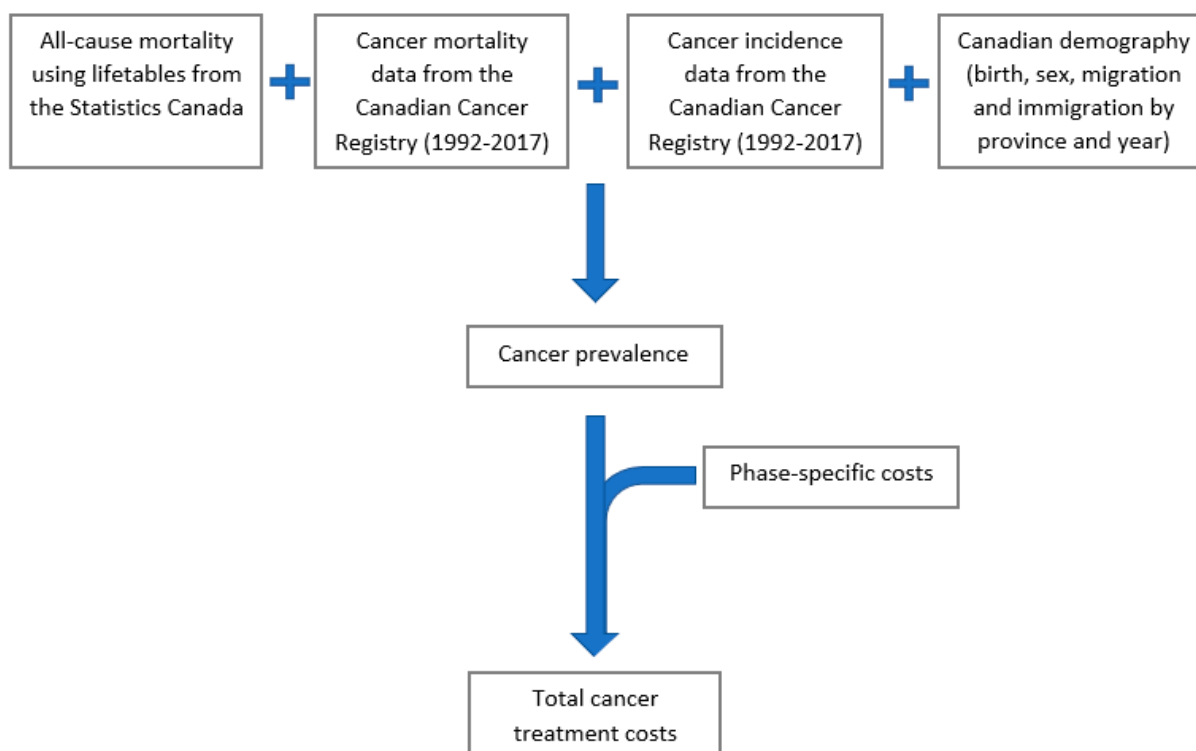 All-cause mortality
using lifetables from
the Statistics Canada
Cancer mortality
data from the
Canadian Cancer
Registry (1992-2017)
Cancer incidence
data from the
Canadian Cancer
Registry (1992-2017)
Canadian demography
(birth, sex, migration
and immigration by
province and year)
Cancer prevalence
Phase-specific costs
Total cancer
treatment costs